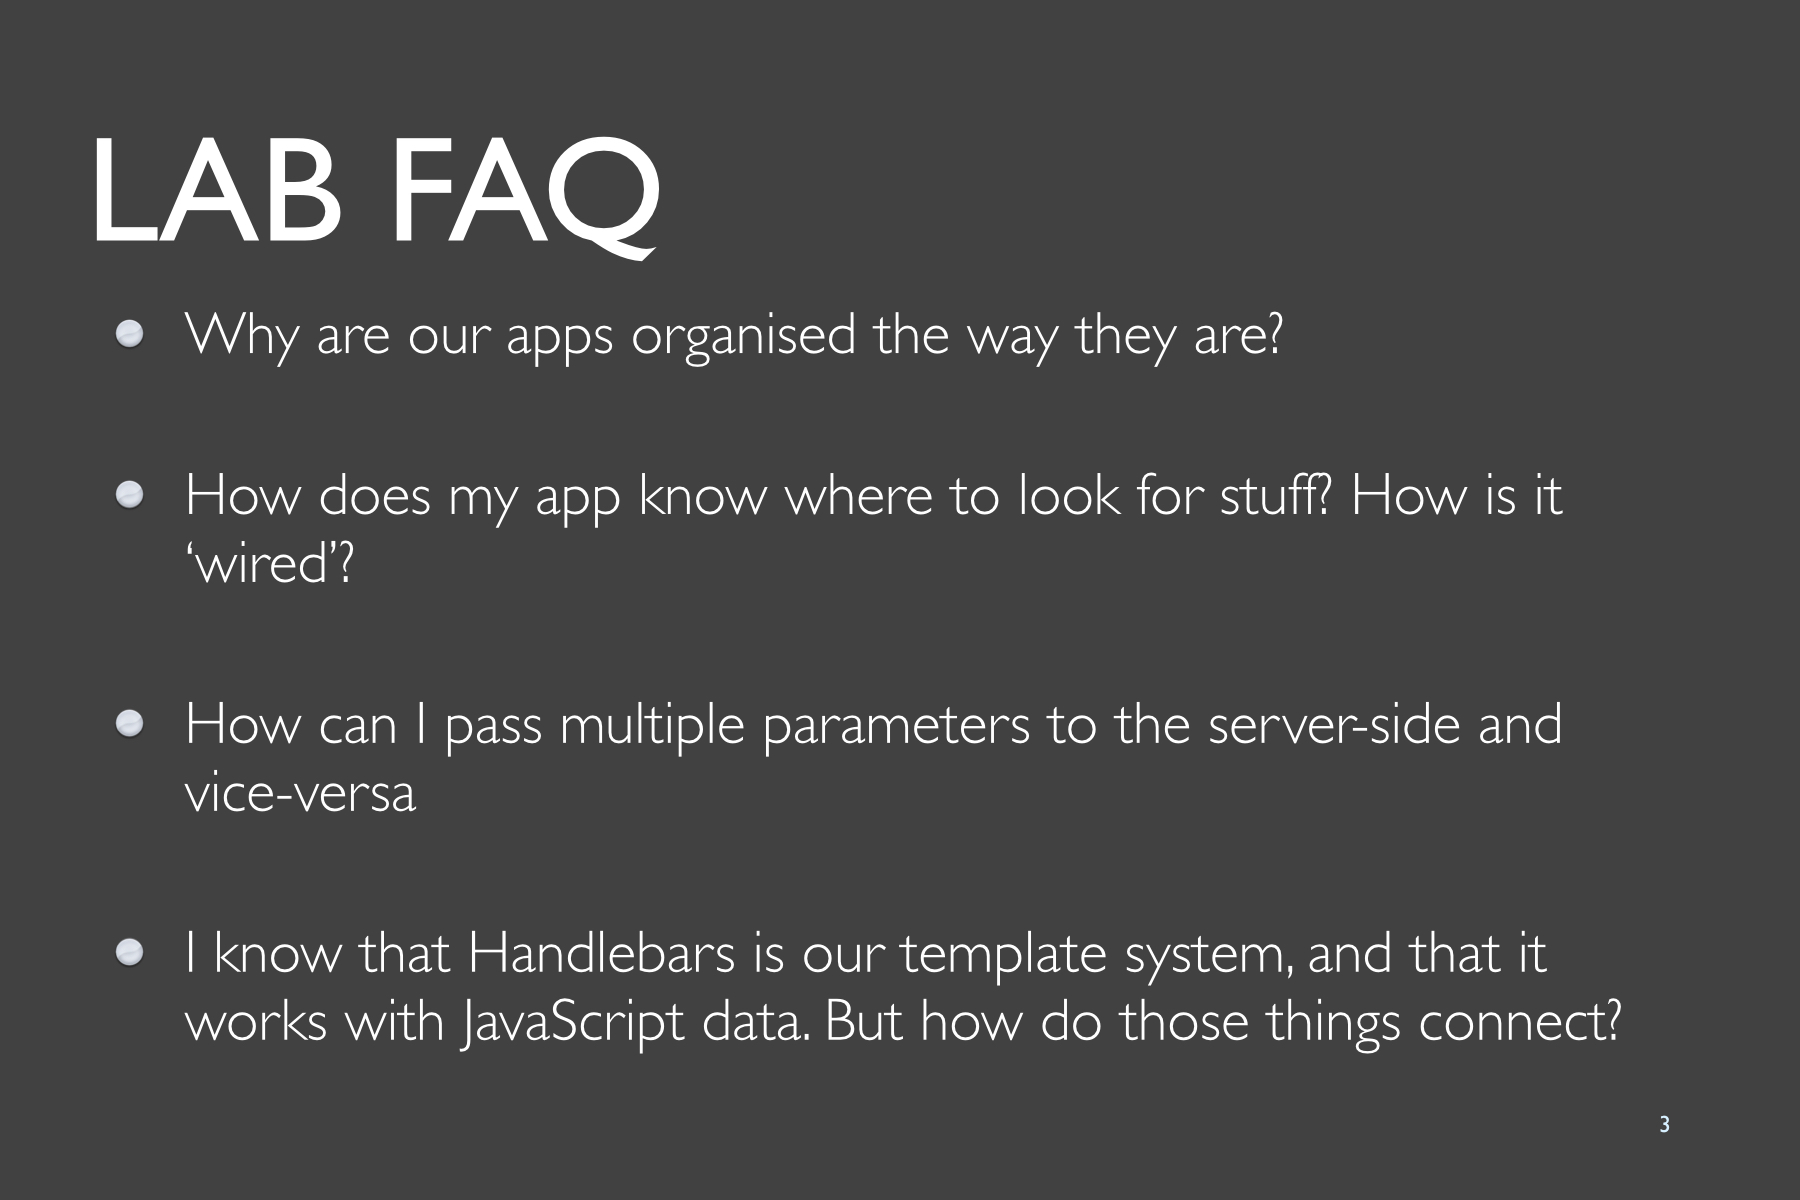 LAB FAQ
Why are our apps organised the way they are?
How does my app know where to look for stuff? How is it
‘wired’?
How can I pass multiple parameters to the server-side and
vice-versa
I know that Handlebars is our template system, and that it
works with JavaScript data. But how do those things connect?
3